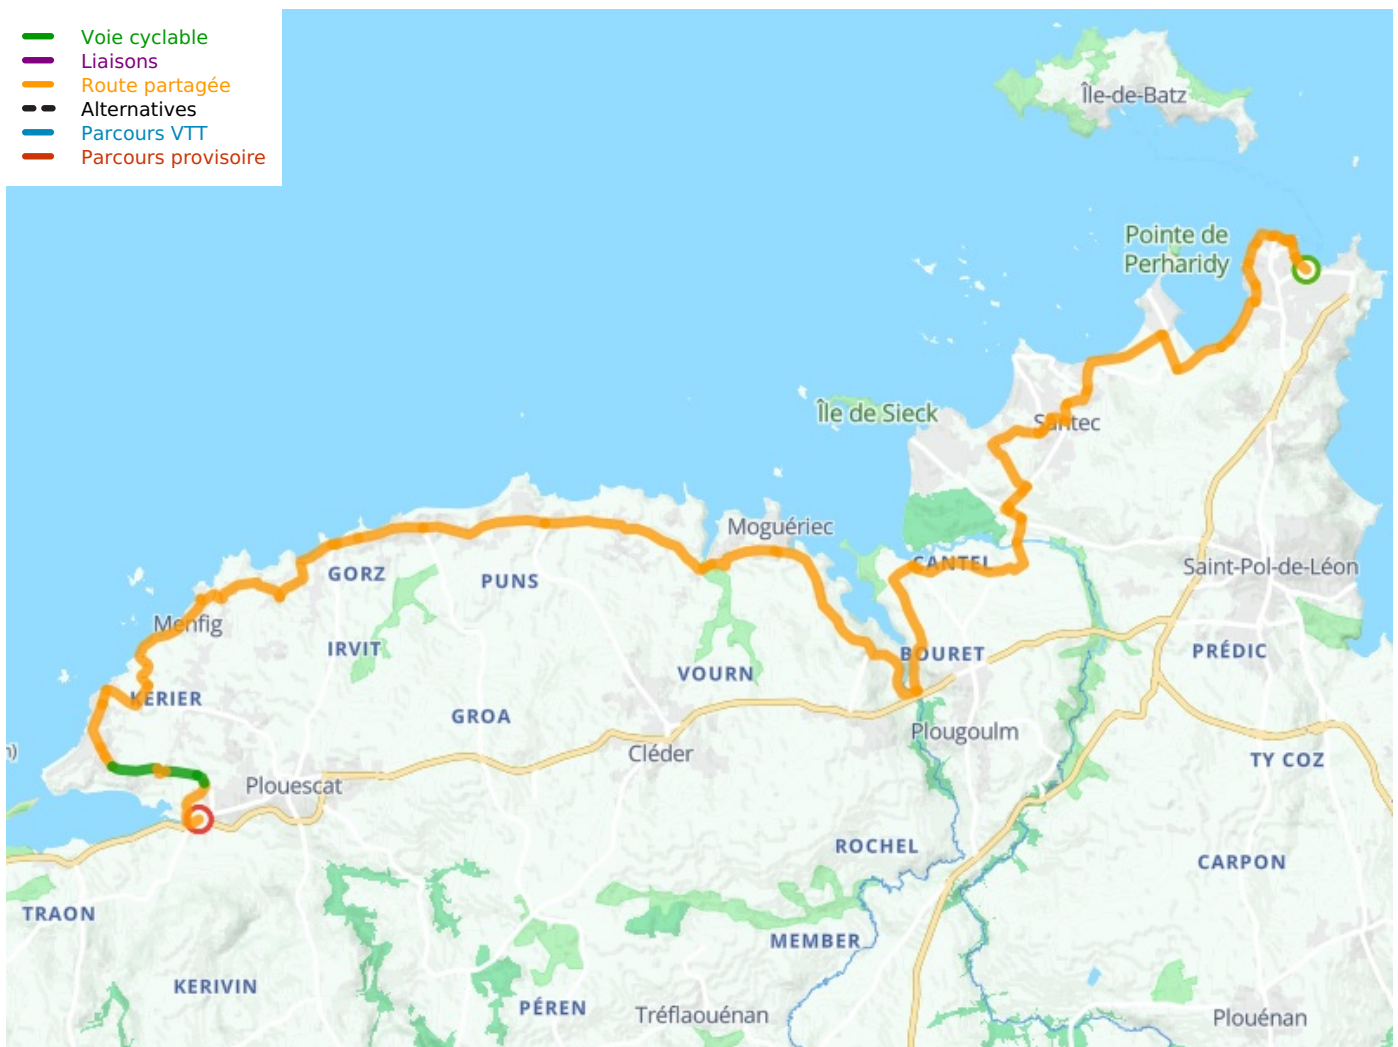 Voie cyclable
Liaisons
Route partagée
Alternatives
Parcours VTT
Parcours provisoire
Île-de-Batz
Pointe de
Perharidy
Île de Sieck
Santec
Moguériec
CANTEL
Saint-Pol-de-Léon
GORZ
PUNS
Menfig
IRVIT
VOURN
BOURET
PRÉDIC
KERIER
GROA
Plougoulm
Cléder
TY COZ
Plouescat
ROCHEL
CARPON
TRAON
MEMBER
KERIVIN
PÉREN
Tréflaouénan
Plouénan